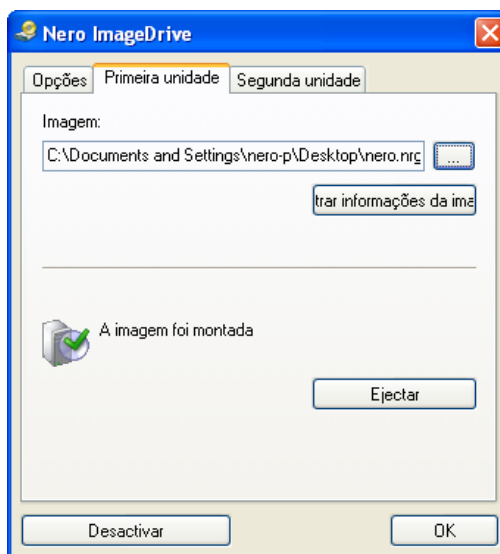 Nero ImageDrive
Opções Primeira unidade Segunda unidade
Imagem:
C:\Documents and Settings\nero-p\Desktop\nero.nrg
...
trar informações da ima
A imagem foi montada
Ejectar
Desactivar OK